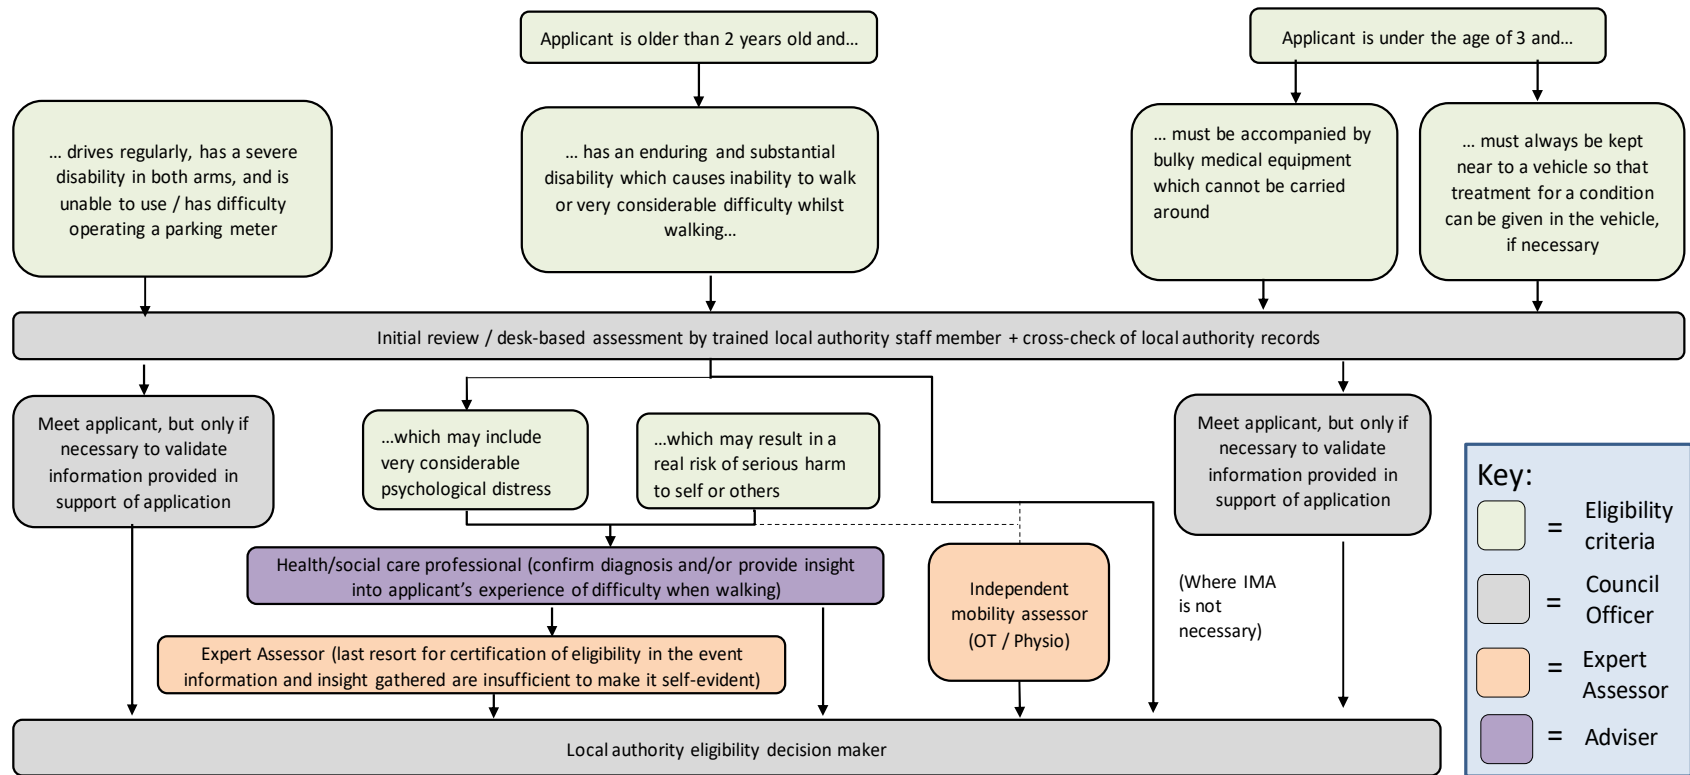 Applicant is older than 2 years old and...
Applicant is under the age of 3 and...
... drives regularly, has a severe
disability in both arms, and is
unable to use / has difficulty
operating a parking meter
... has an enduring and substantial
disability which causes inability to walk
or very considerable difficulty whilst
walking...
... must be accompanied by
bulky medical equipment
which cannot be carried
around
... must always be kept
near to a vehicle so that
treatment for a condition
can be given in the vehicle,
if necessary
Initial review / desk-based assessment by trained local authority staff member + cross-check of local authority records
Meet applicant, but only if
necessary to validate
information provided in
support of application
...which may include
very considerable
psychological distress
...which may result in a
real risk of serious harm
to self or others
Meet applicant, but only if
necessary to validate
information provided in
support of application
Health/social care professional (confirm diagnosis and/or provide insight
into applicant's experience of difficulty when walking)
Independent
mobility assessor
(OT / Physio)
(Where IMA
is not
necessary)
Expert Assessor (last resort for certification of eligibility in the event
information and insight gathered are insufficient to make it self-evident)
Local authority eligibility decision maker
Key:
= Eligibility
criteria
= Council
Officer
= Expert
Assessor
= Adviser